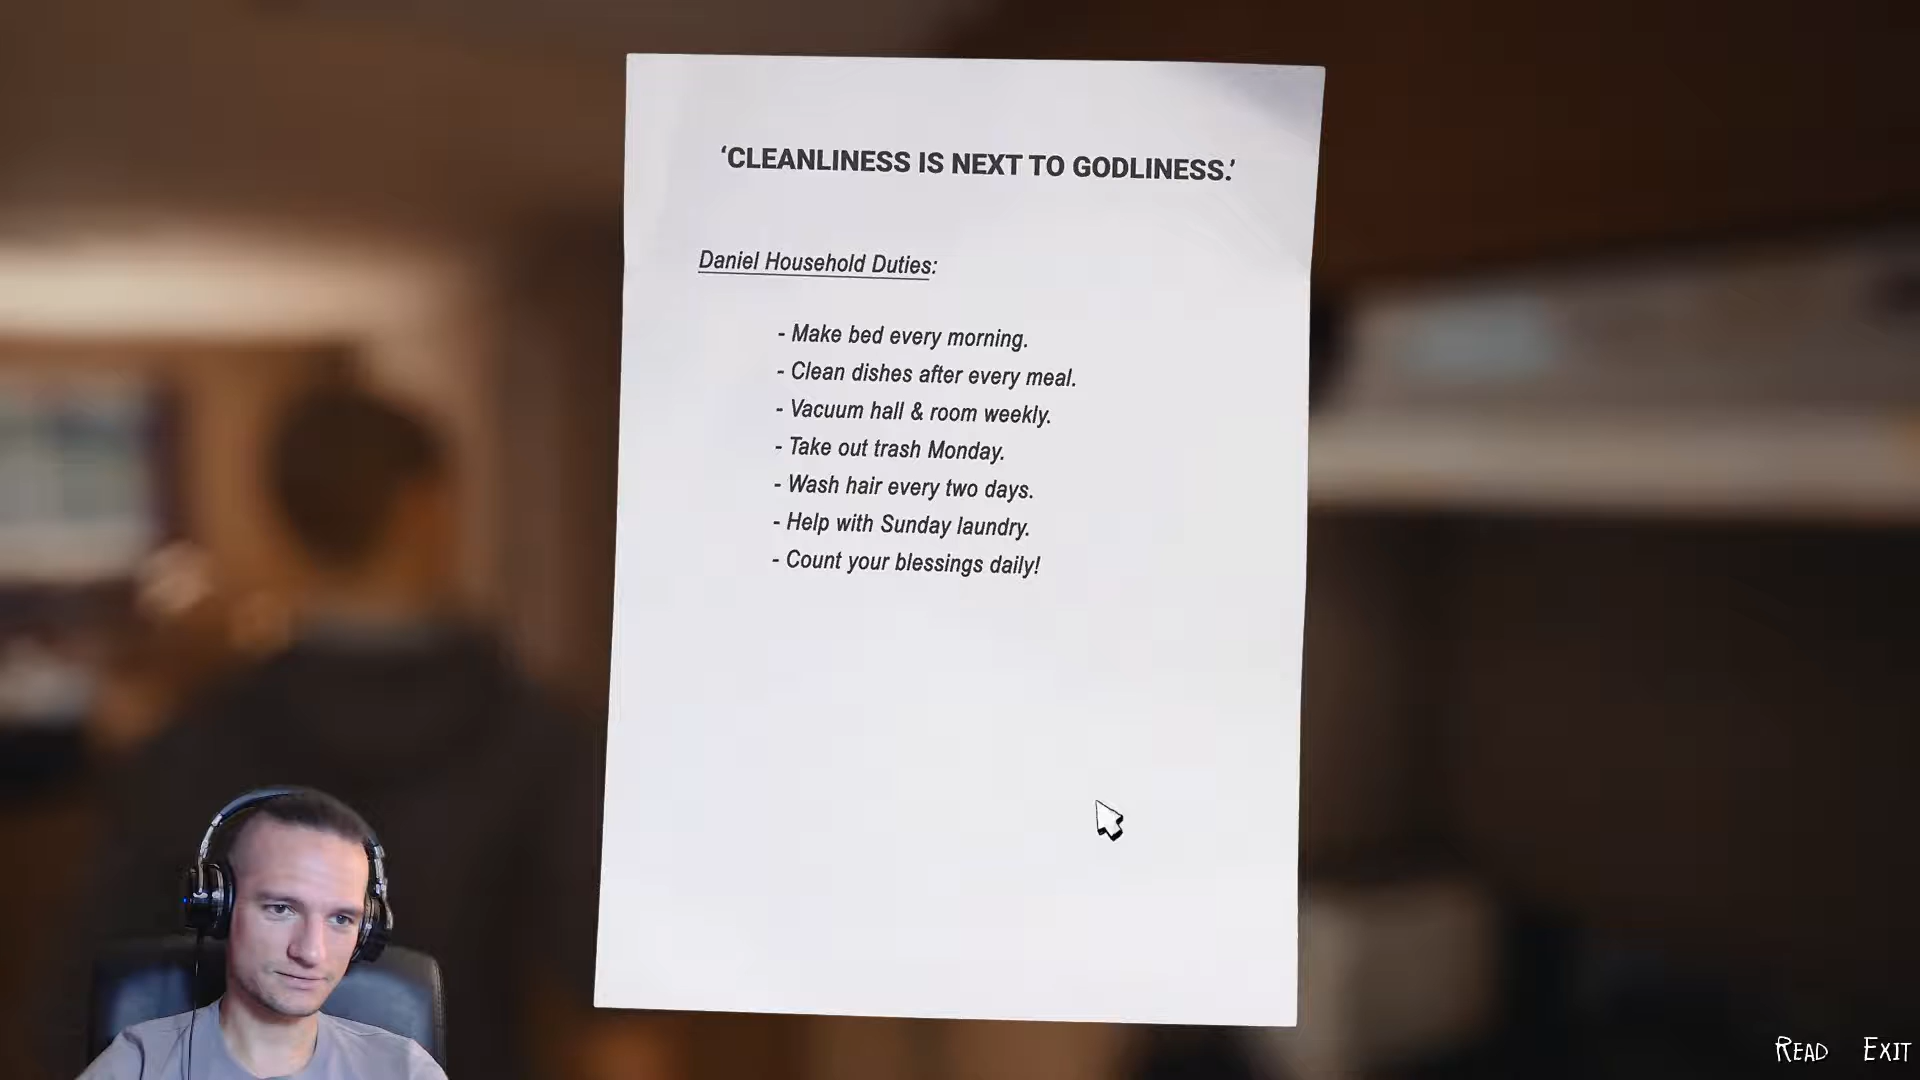 ‘CLEANLINESS IS NEXT TO GODLINESS.’
Daniel Household Duties:
- Make bed every morning.
- Clean dishes after every meal.
- Vacuum hall & room weekly.
- Take out trash Monday.
- Wash hair every two days.
- Help with Sunday laundry.
- Count your blessings daily!
READ EXIT